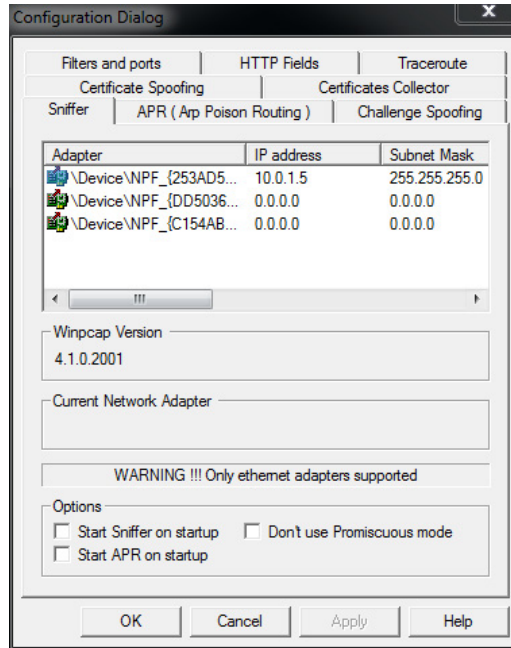 Configuration Dialog
x
Filters and ports HTTP Fields Traceroute
Certificate Spoofing Certificates Collector
Sniffer APR ( Arp Poison Routing ) Challenge Spoofing
Adapter IP address Subnet Mask
\Device\NPF_{253AD5... 10.0.1.5 255.255.255.0
\Device\NPF_{DD5036... 0.0.0.0 0.0.0.0
\Device\NPF_{C154AB... 0.0.0.0 0.0.0.0
Winpcap Version
4.1.0.2001
Current Network Adapter
WARNING !!! Only ethernet adapters supported
Options
Start Sniffer on startup Don't use Promiscuous mode
Start APR on startup
OK Cancel Apply Help